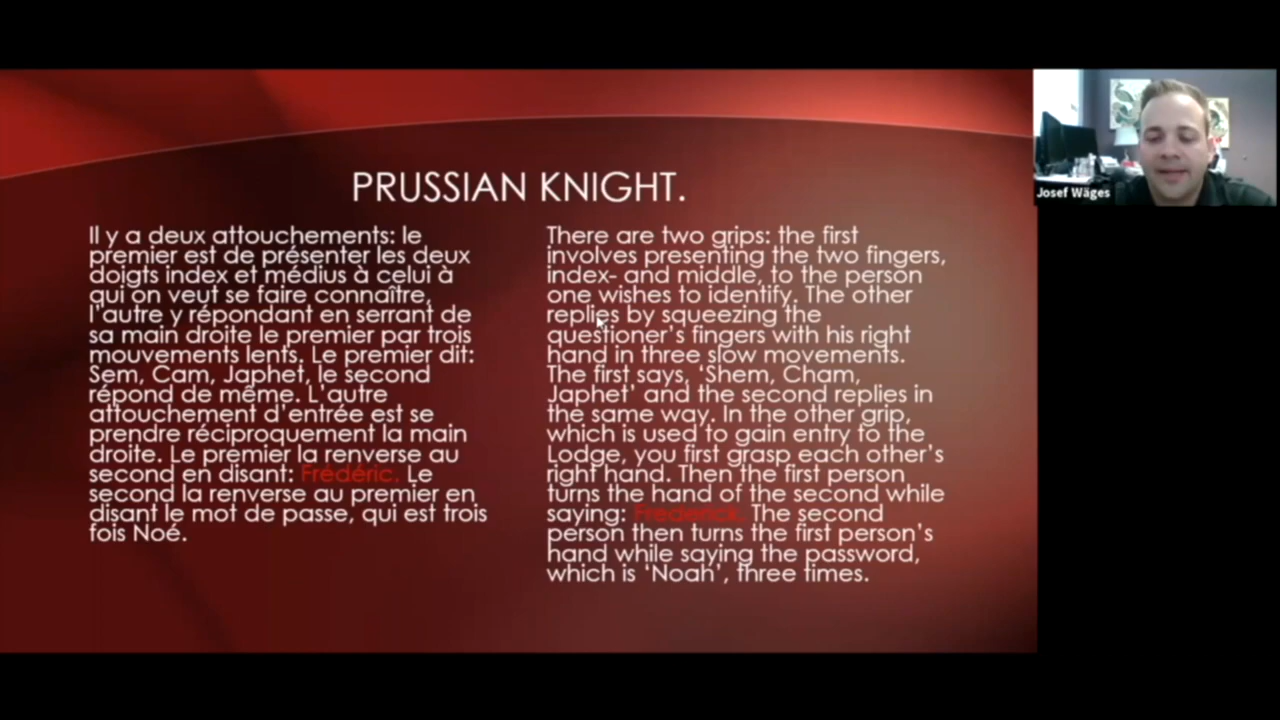 PRUSSIAN KNIGHT.
Il y a deux attouchements: le
premier est de présenter les deux
doigts index et médius à celui à
qui on veut se faire connaître,
l'autre y répondant en serrant de
sa main droite le premier par trois
mouvements lents. Le premier dit:
Sem, Cam, Japhet, le second
répond de même. L'autre
attouchement d'entrée est se
prendre réciproquement la main
droite. Le premier la renverse au
second en disant: Frédéric. Le
second la renverse au premier en
disant le mot de passe, qui est trois
fois Noé.
There are two grips: the first
involves presenting the two fingers,
index- and middle, to the person
one wishes to identify. The other
replies by squeezing the
questioner's fingers with his right
hand in three slow movements.
The first says, 'Shem, Cham,
Japhet' and the second replies in
the same way. In the other grip,
which is used to gain entry to the
Lodge, you first grasp each other's
right hand. Then the first person
turns the hand of the second while
saying: Frederick. The second
person then turns the first person's
hand while saying the password,
which is 'Noah', three times.
Josef Wäges